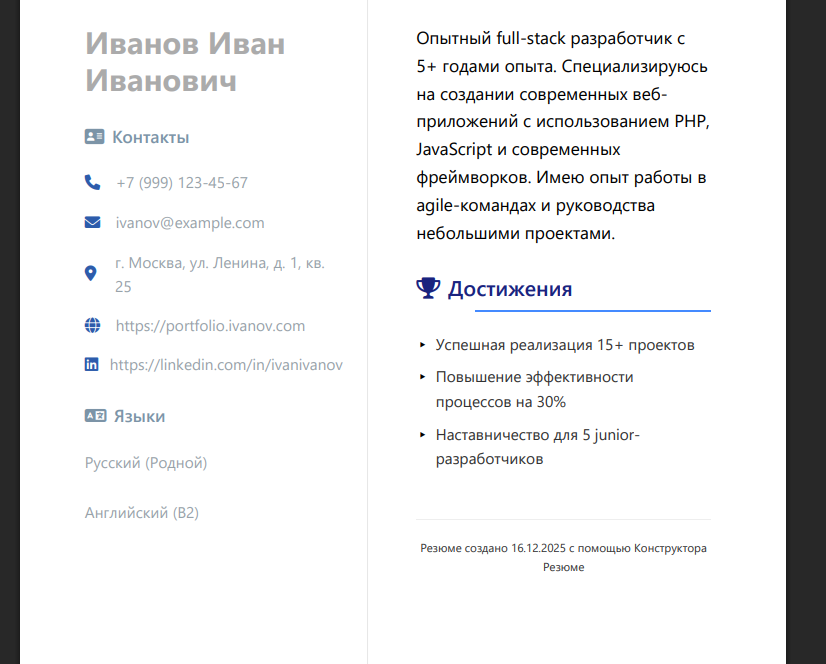 Иванов Иван
Иванович
Контакты
+7 (999) 123-45-67
ivanov@example.com
г. Москва, ул. Ленина, д. 1, кв.
25
https://portfolio.ivanov.com
https://linkedin.com/in/ivanivanov
Языки
Русский (Родной)
Английский (B2)
Опытный full-stack разработчик с
5+ годами опыта. Специализируюсь
на создании современных веб-
приложений с использованием PHP,
JavaScript и современных
фреймворков. Имею опыт работы в
agile-командах и руководства
небольшими проектами.
Достижения
‣ Успешная реализация 15+ проектов
‣ Повышение эффективности
процессов на 30%
‣ Наставничество для 5 junior-
разработчиков
Резюме создано 16.12.2025 с помощью Конструктора
Резюме